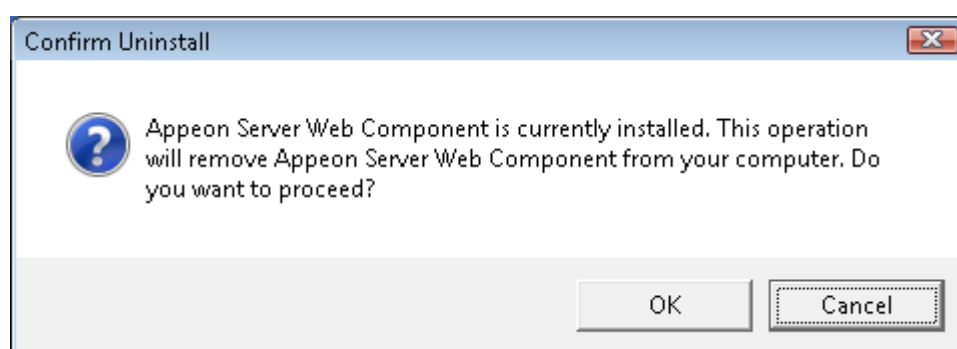 Confirm Uninstall
Appeon Server Web Component is currently installed. This operation
will remove Appeon Server Web Component from your computer. Do
you want to proceed?
OK
Cancel